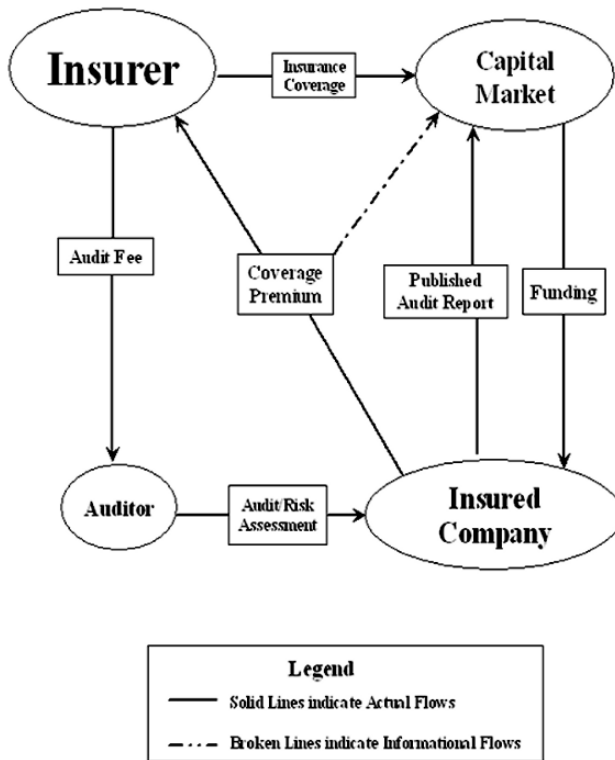 Insurer
Insurance
Coverage
Capital
Market
Audit Fee
Coverage
Premium
Published
Audit Report
Funding
Auditor
Audit/Risk
Assessment
Insured
Company
Legend
Solid Lines indicate Actual Flows
Broken Lines indicate Informational Flows